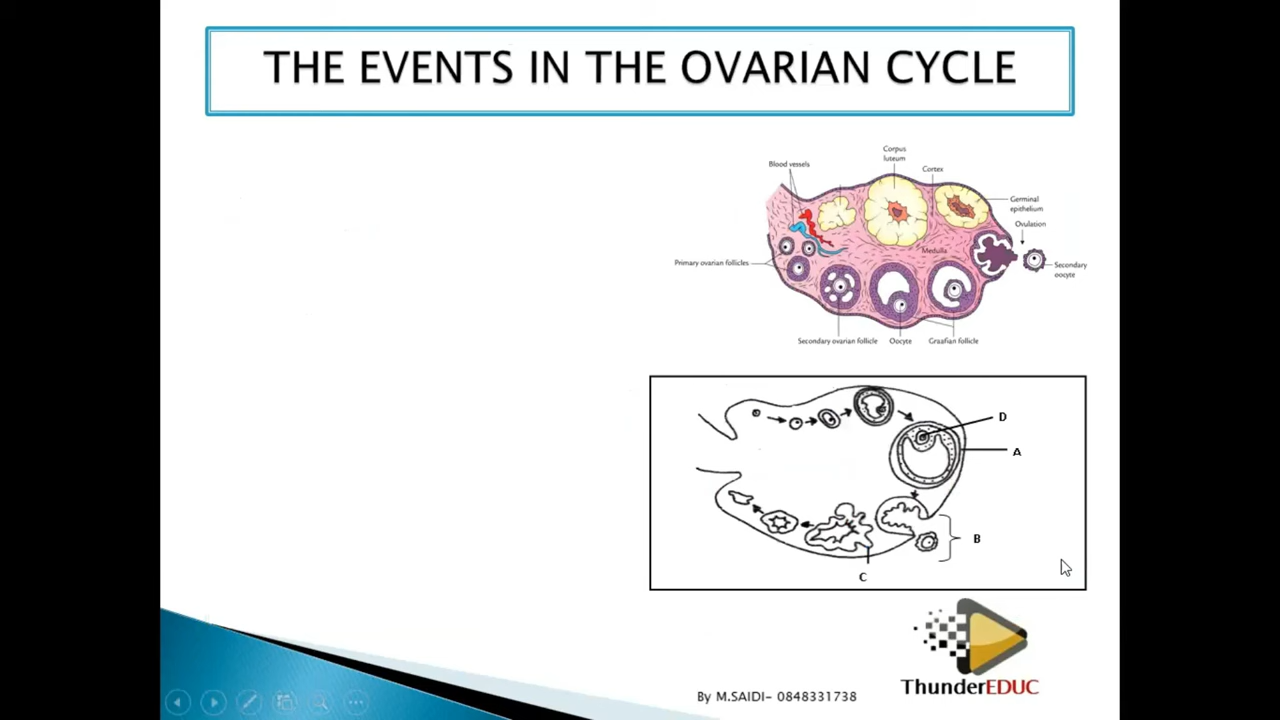 THE EVENTS IN THE OVARIAN CYCLE
Corpus
luteum
Blood vessels
Cortex
Germinal
epithelium
Ovulation
Medulla
Primary ovarian follicles
Secondary
oocyte
Secondary ovarian follicle
Oocyte
Graafian follicle
D
A
B
C
ThunderEDUC
By M.SAIDI- 0848331738